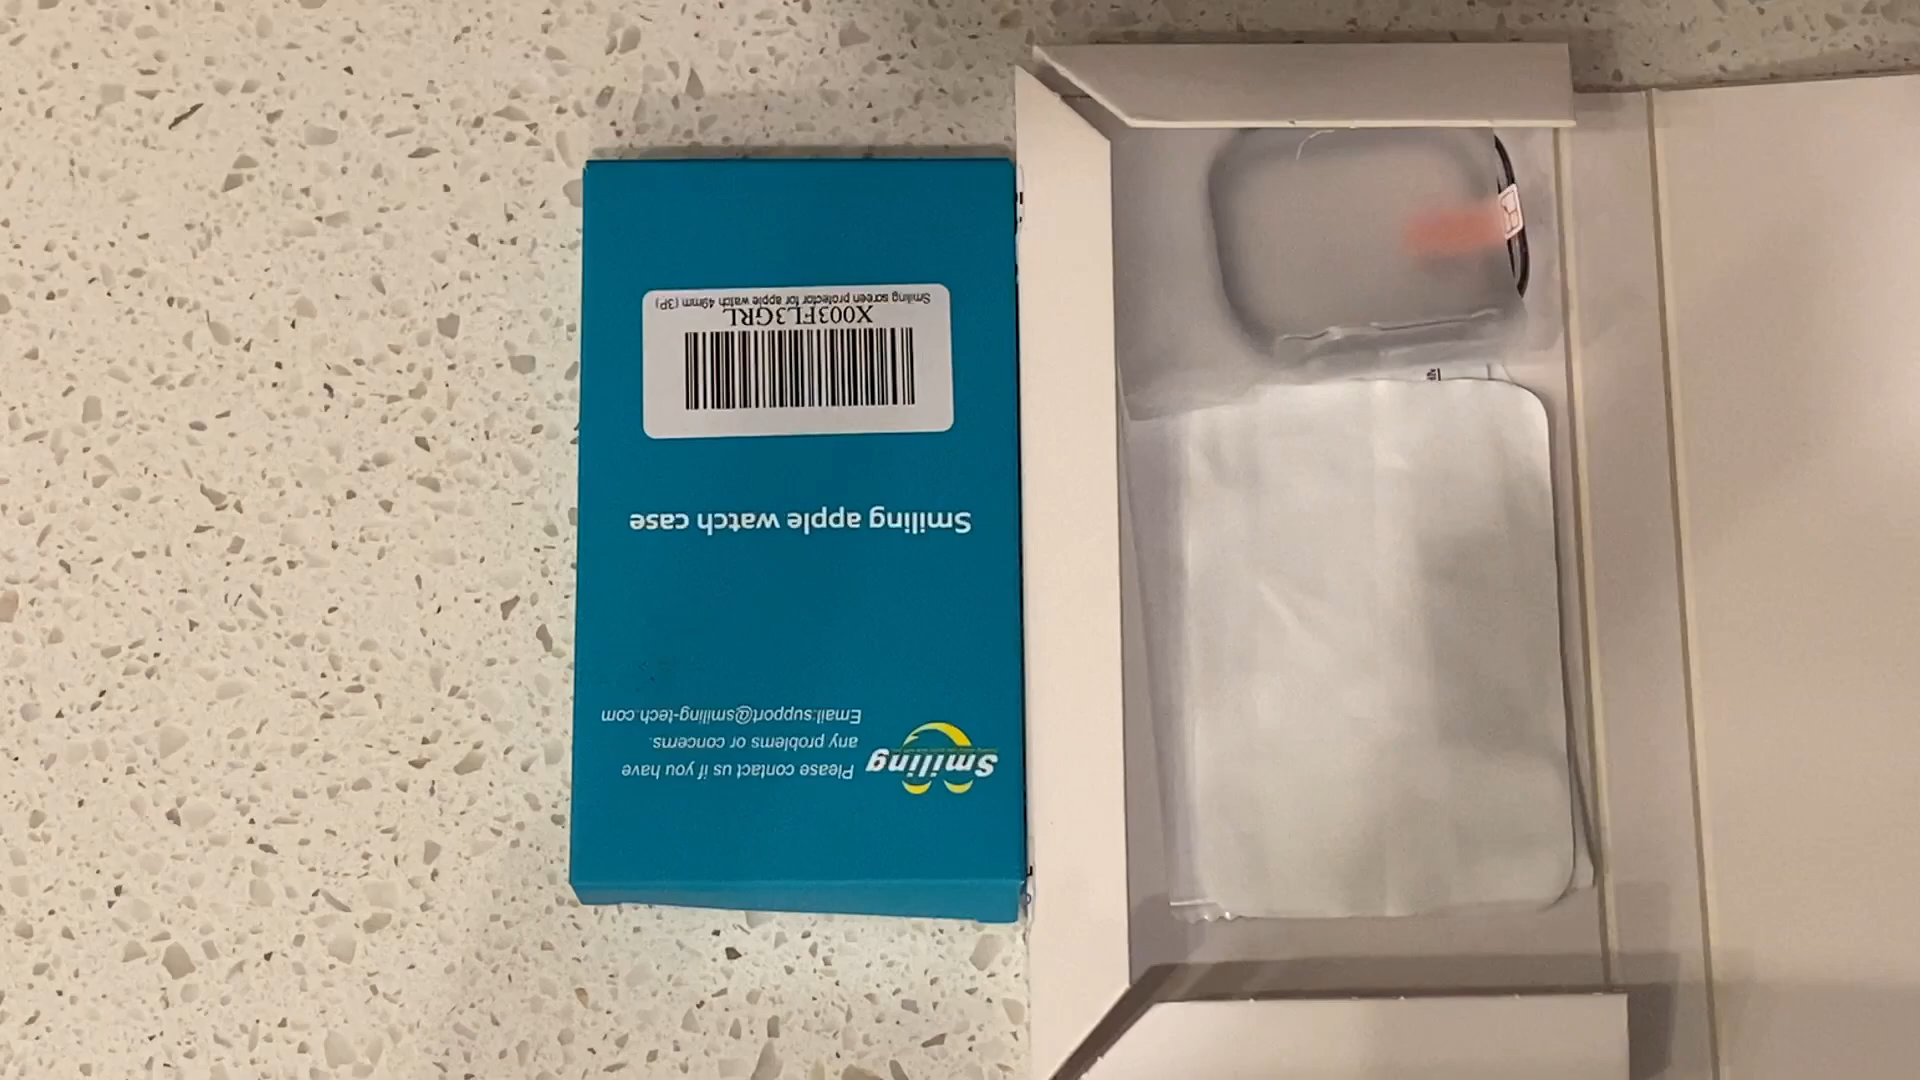 Smiling screen protector for apple watch 49mm (3P)
X003FL3GRL
Smiling apple watch case
Smiling
Please contact us if you have
any problems or concerns.
Email:support@smiling-tech.com